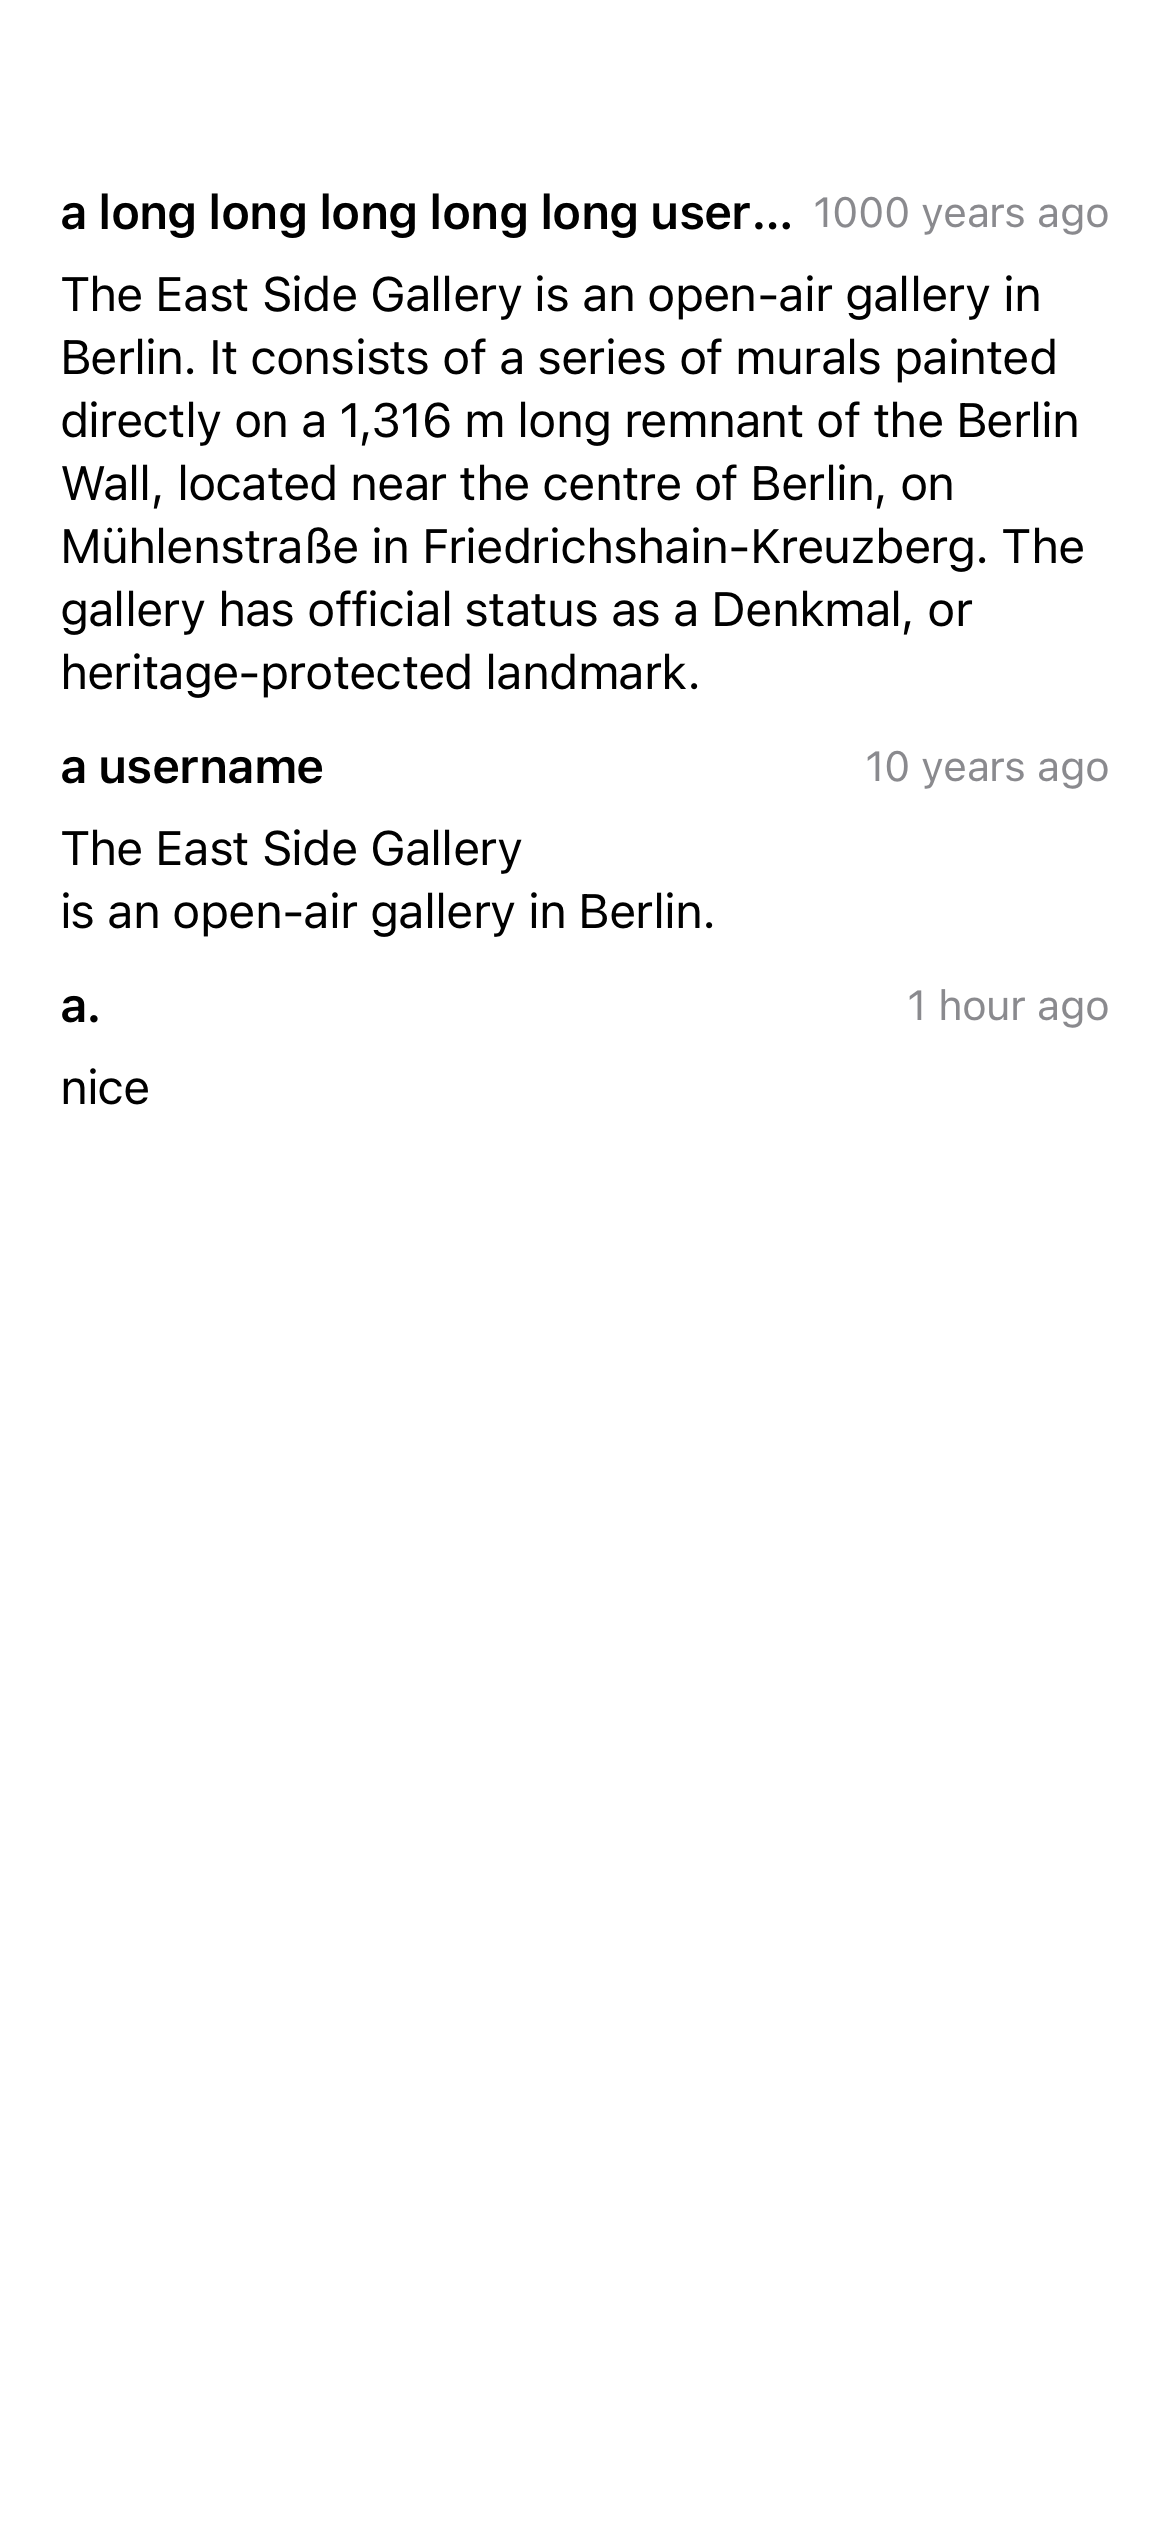 a long long long long long user... 1000 years ago
The East Side Gallery is an open-air gallery in
Berlin. It consists of a series of murals painted
directly on a 1,316 m long remnant of the Berlin
Wall, located near the centre of Berlin, on
Mühlenstraße in Friedrichshain-Kreuzberg. The
gallery has official status as a Denkmal, or
heritage-protected landmark.
a username 10 years ago
The East Side Gallery
is an open-air gallery in Berlin.
a. 1 hour ago
nice